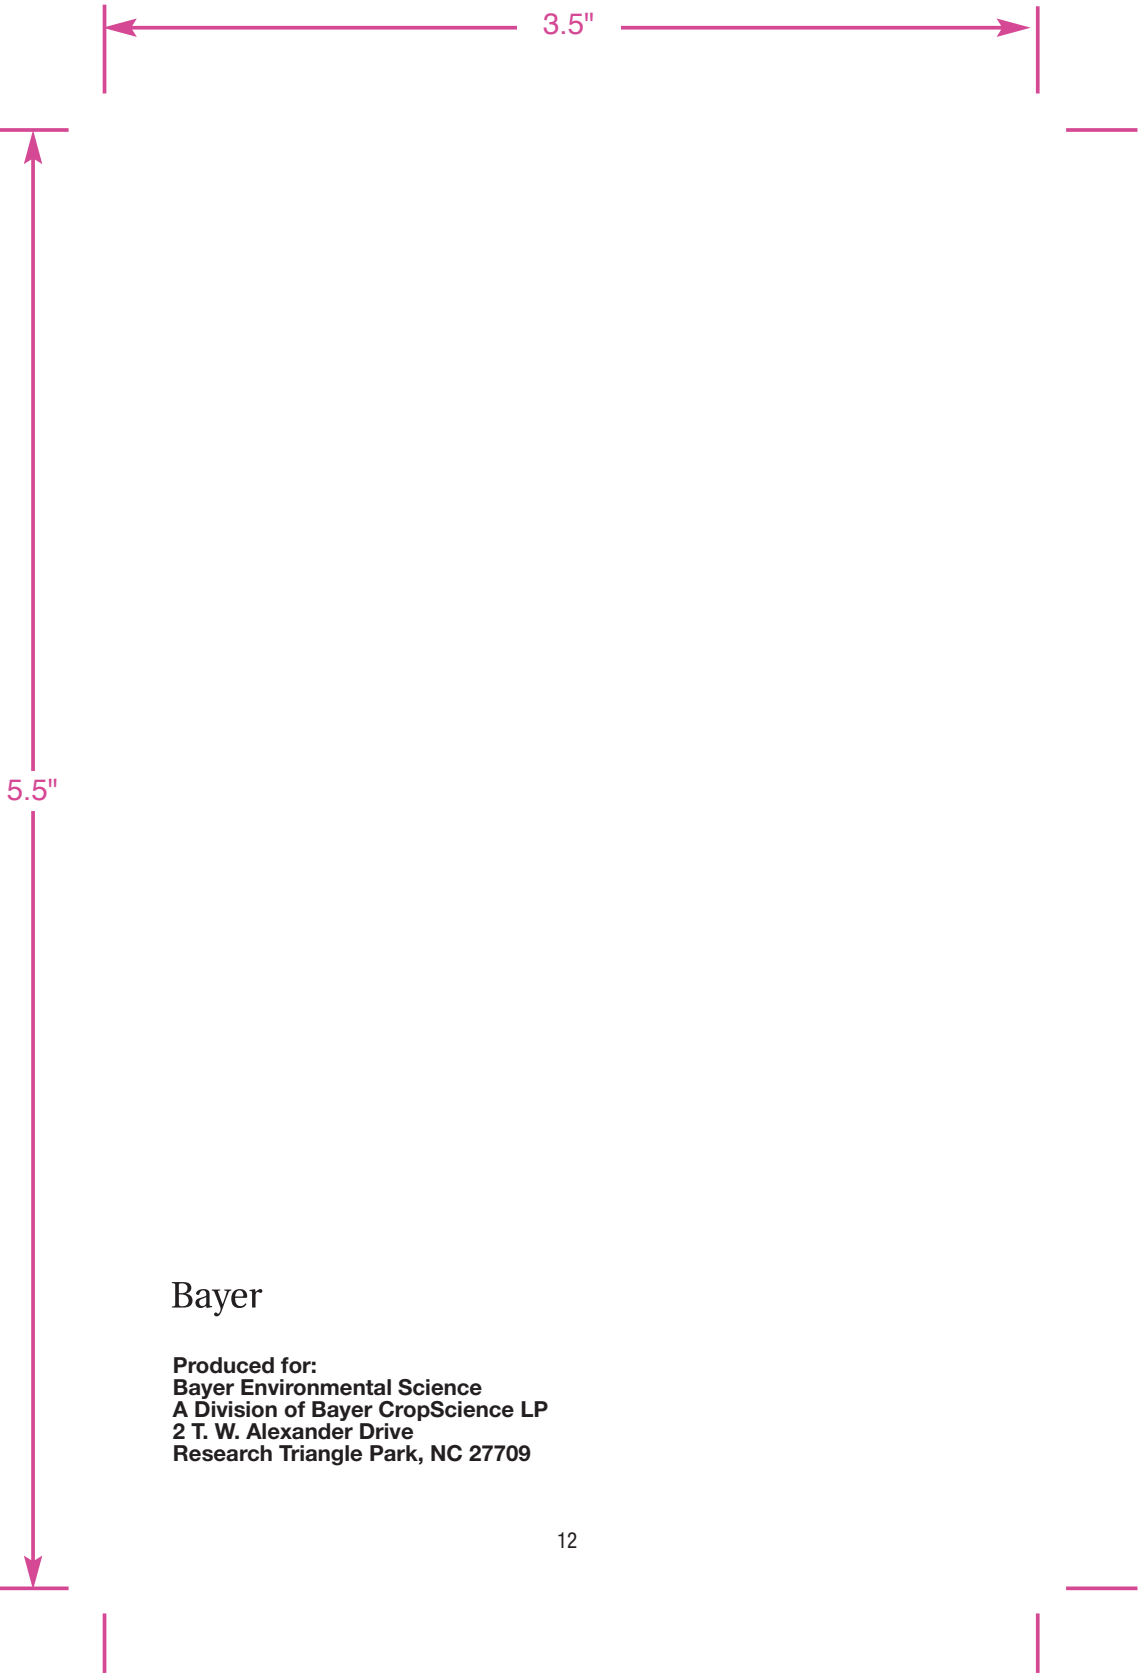 3.5"
5.5"
Bayer
Produced for:
Bayer Environmental Science
A Division of Bayer CropScience LP
2 T. W. Alexander Drive
Research Triangle Park, NC 27709
12